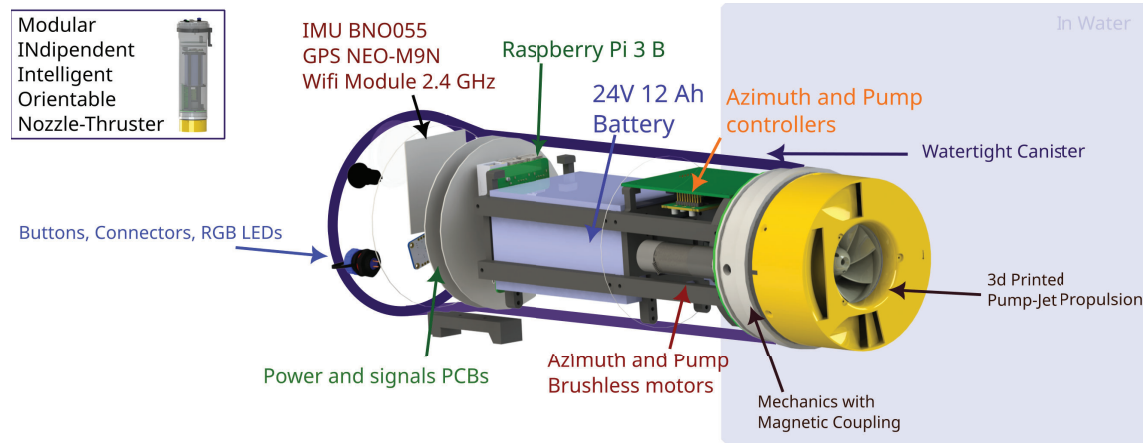 Modular
INdipendent
Intelligent
Orientable
Nozzle-Thruster
IMU BNO055
GPS NEO-M9N
Wifi Module 2.4 GHz
Raspberry Pi 3 B
24V 12 Ah
Battery
Azimuth and Pump
controllers
In Water
Watertight Canister
Buttons, Connectors, RGB LEDs
3d Printed
Pump-Jet Propulsion
Power and signals PCBs
Azimuth and Pump
Brushless motors
Mechanics with
Magnetic Coupling